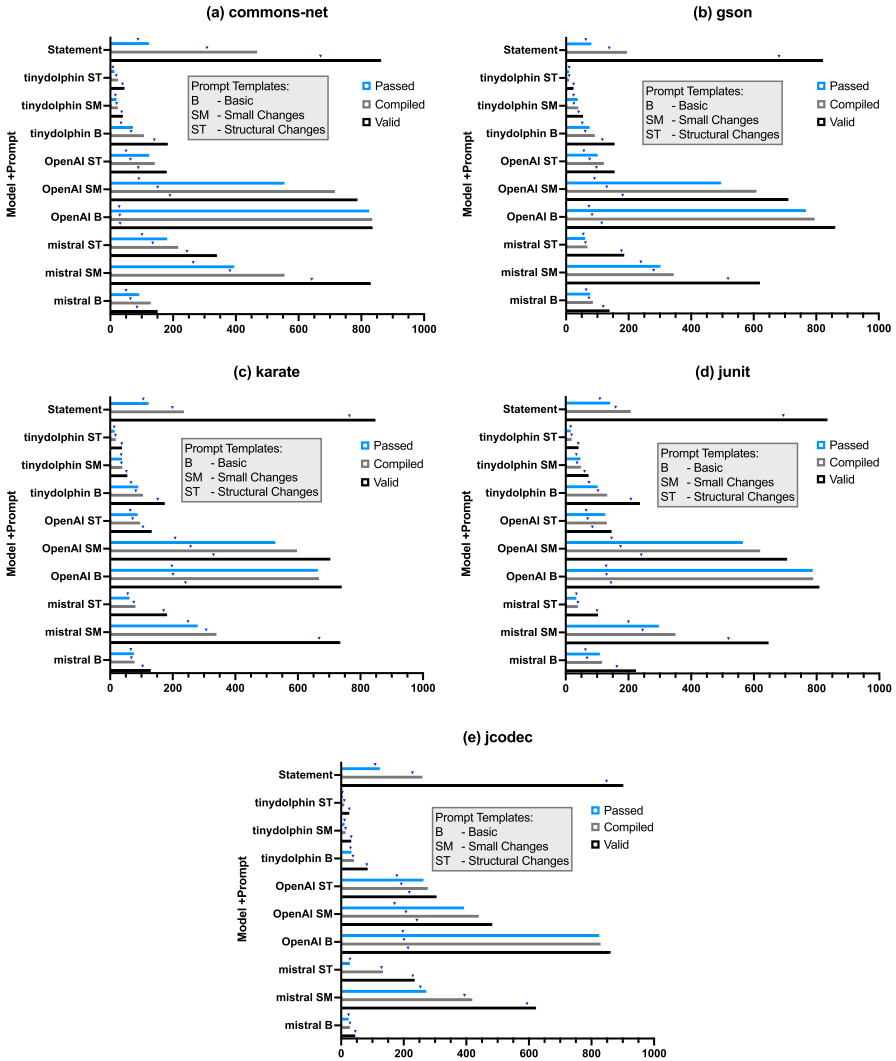 (a) commons-net
Model +Prompt
Statement
tinydolphin ST
tinydolphin SM
tinydolphin B
OpenAI ST
OpenAI SM
OpenAI B
mistral ST
mistral SM
mistral B
0 200 400 600 800 1000
Prompt Templates:
B - Basic
SM - Small Changes
ST - Structural Changes
Passed
Compiled
Valid
(b) gson
Model +Prompt
Statement
tinydolphin ST
tinydolphin SM
tinydolphin B
OpenAI ST
OpenAI SM
OpenAI B
mistral ST
mistral SM
mistral B
0 200 400 600 800 1000
Prompt Templates:
B - Basic
SM - Small Changes
ST - Structural Changes
Passed
Compiled
Valid
(c) karate
Model +Prompt
Statement
tinydolphin ST
tinydolphin SM
tinydolphin B
OpenAI ST
OpenAI SM
OpenAI B
mistral ST
mistral SM
mistral B
0 200 400 600 800 1000
Prompt Templates:
B - Basic
SM - Small Changes
ST - Structural Changes
Passed
Compiled
Valid
(d) junit
Model +Prompt
Statement
tinydolphin ST
tinydolphin SM
tinydolphin B
OpenAI ST
OpenAI SM
OpenAI B
mistral ST
mistral SM
mistral B
0 200 400 600 800 1000
Prompt Templates:
B - Basic
SM - Small Changes
ST - Structural Changes
Passed
Compiled
Valid
(e) jcodec
Model +Prompt
Statement
tinydolphin ST
tinydolphin SM
tinydolphin B
OpenAI ST
OpenAI SM
OpenAI B
mistral ST
mistral SM
mistral B
0 200 400 600 800 1000
Prompt Templates:
B - Basic
SM - Small Changes
ST - Structural Changes
Passed
Compiled
Valid